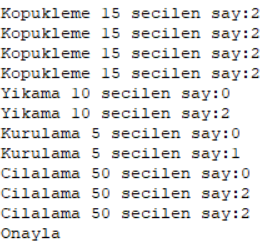 Kopukleme 15 secilen say:2
Kopukleme 15 secilen say:2
Kopukleme 15 secilen say:2
Kopukleme 15 secilen say:2
Yikama 10 secilen say:0
Yikama 10 secilen say:2
Kurulama 5 secilen say:0
Kurulama 5 secilen say:1
Cilalama 50 secilen say:0
Cilalama 50 secilen say:2
Cilalama 50 secilen say:2
Onayla